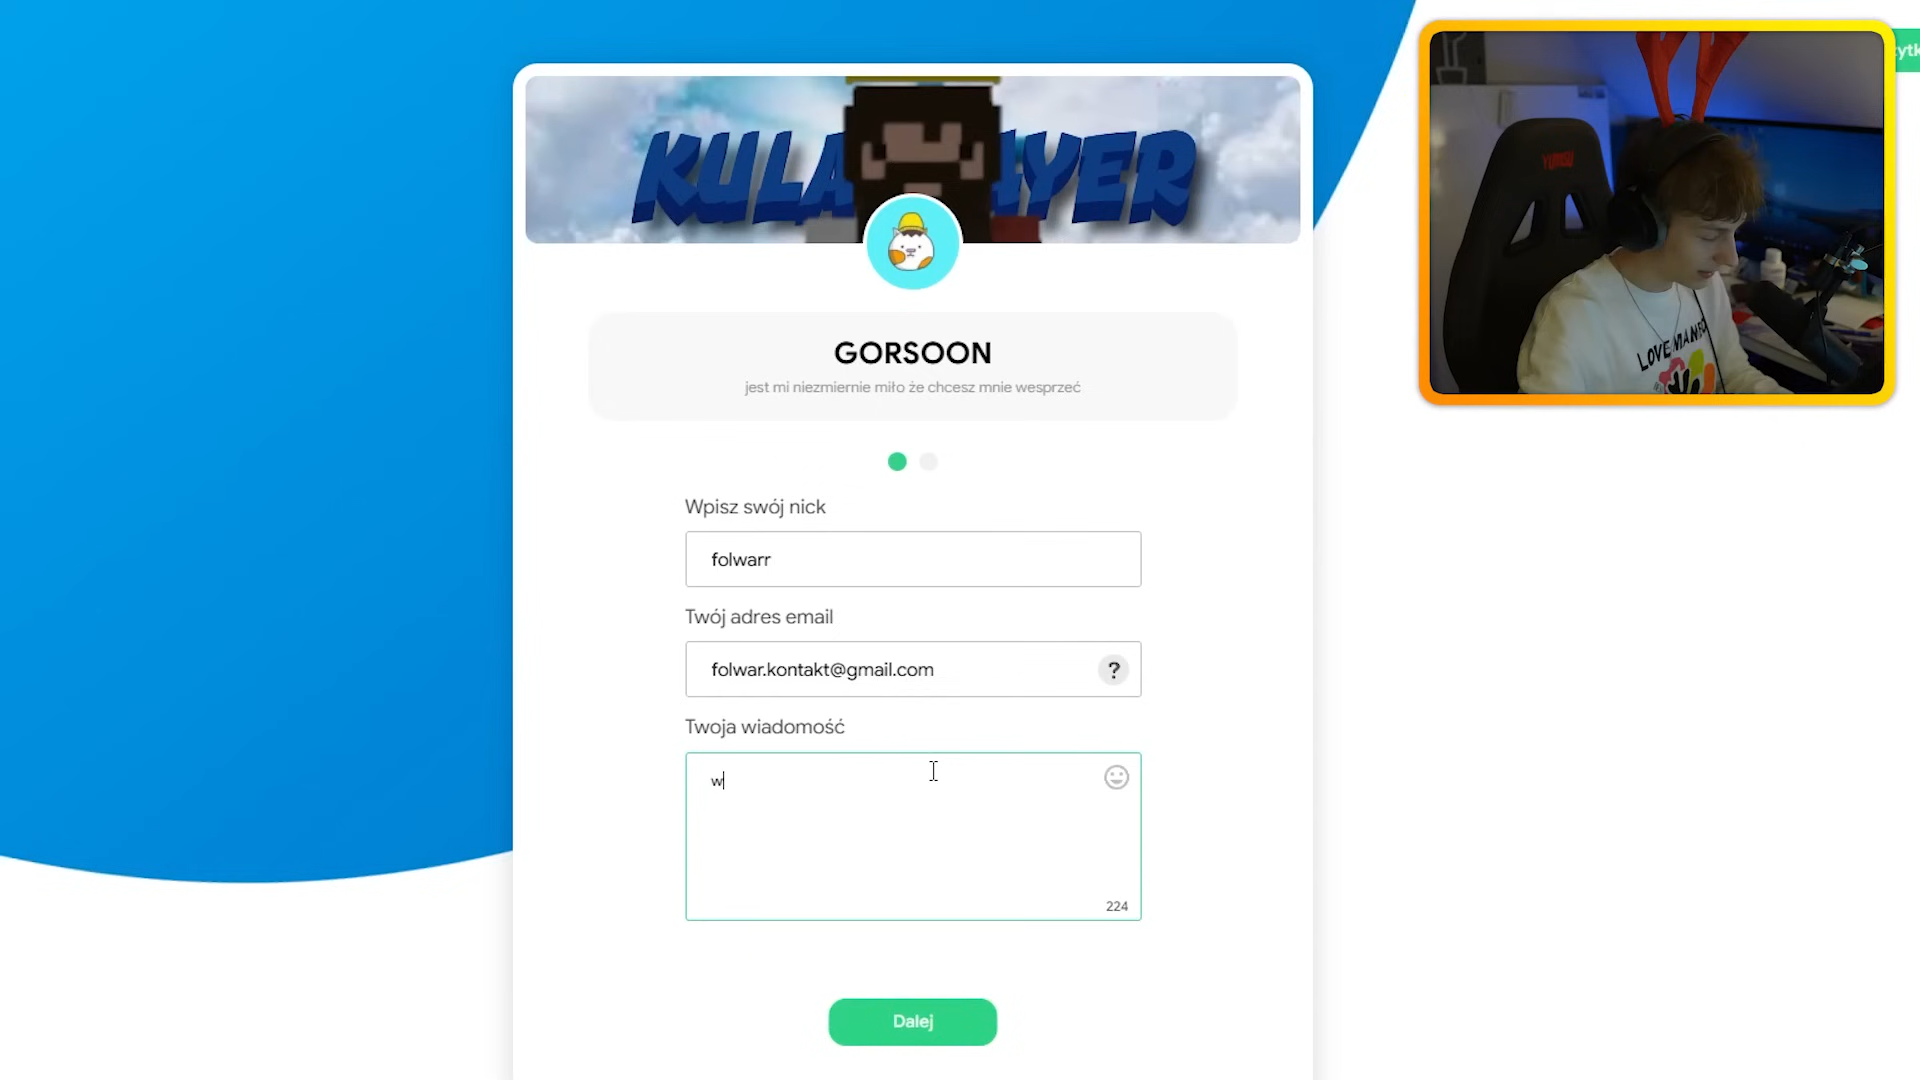 GORSOON
jest mi niezmiernie miło że chcesz mnie wesprzeć
Wpisz swój nick
folwarr
Twój adres email
folwar.kontakt@gmail.com
?
Twoja wiadomość
w
224
Dalej